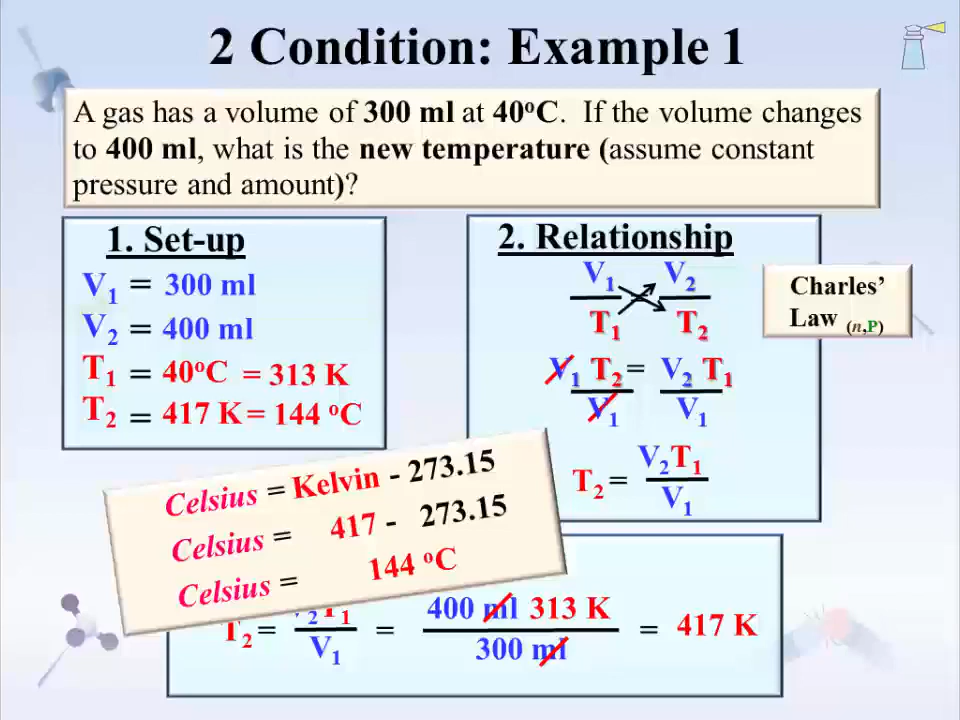 2 Condition: Example 1
A gas has a volume of 300 ml at 40ºC. If the volume changes
to 400 ml, what is the new temperature (assume constant
pressure and amount)?
1. Set-up
V₁ = 300 ml
V₂ = 400 ml
T₁ = 40ºC = 313 K
T₂ = 417 K = 144 ºC
2. Relationship
V₁ V₂
T₁ T₂
V₁ T₂ = V₂ T₁
V₁ V₁
T₂ = V₂T₁
V₁
Charles’
Law (n,P)
Celsius = Kelvin - 273.15
Celsius = 417 - 273.15
Celsius = 144 ºC
T₂ = V₂T₁ = 400 ml 313 K = 417 K
V₁ 300 ml